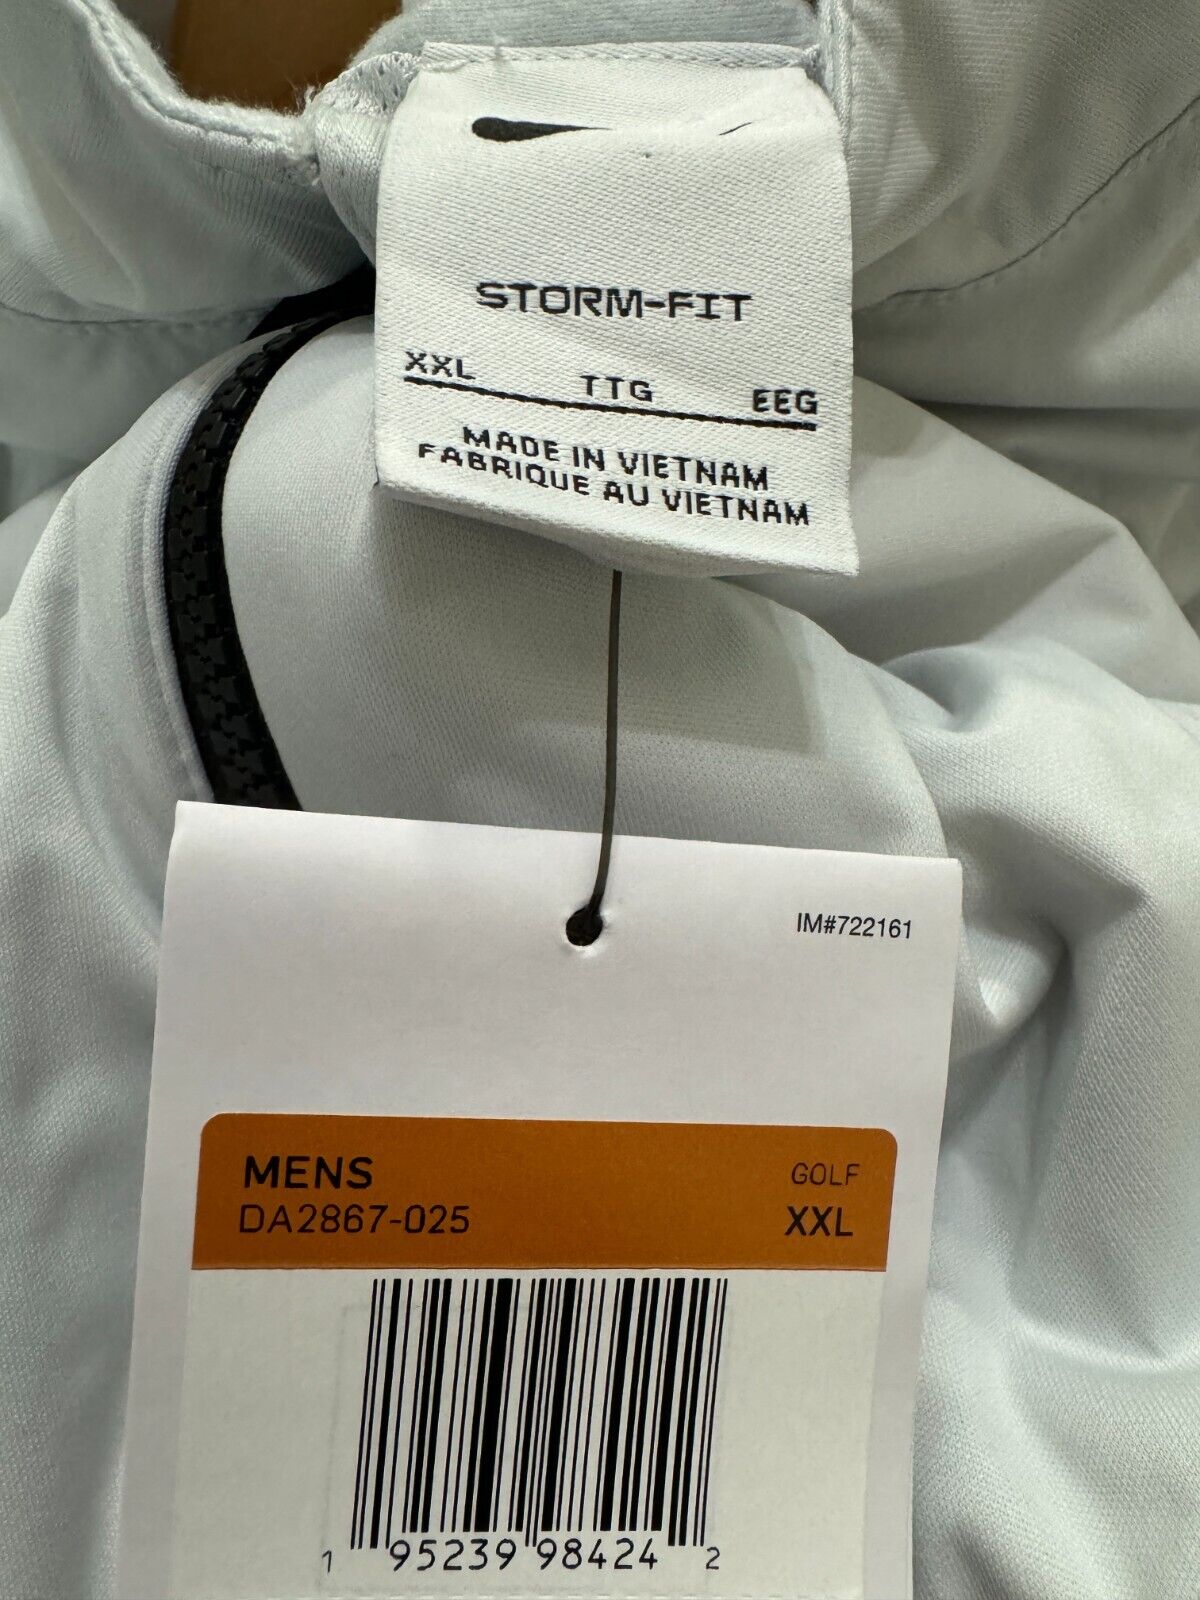 STORM-FIT
XXL TTG EEG
MADE IN VIETNAM
FABRIQUE AU VIETNAM
IM#722161
MENS GOLF
DA2867-025 XXL
1 95239 98424 2